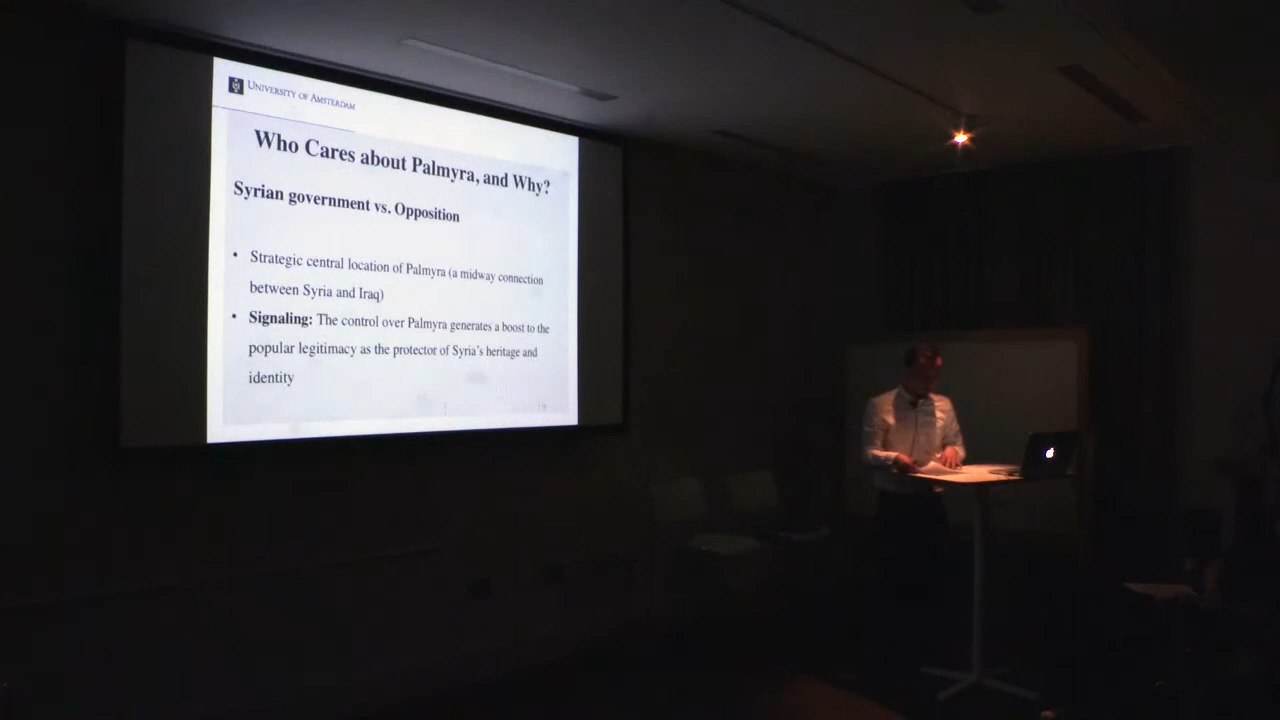 UNIVERSITY OF AMSTERDAM
Who Cares about Palmyra, and Why?
Syrian government vs. Opposition
• Strategic central location of Palmyra (a midway connection
between Syria and Iraq)
• Signaling: The control over Palmyra generates a boost to the
popular legitimacy as the protector of Syria's heritage and
identity